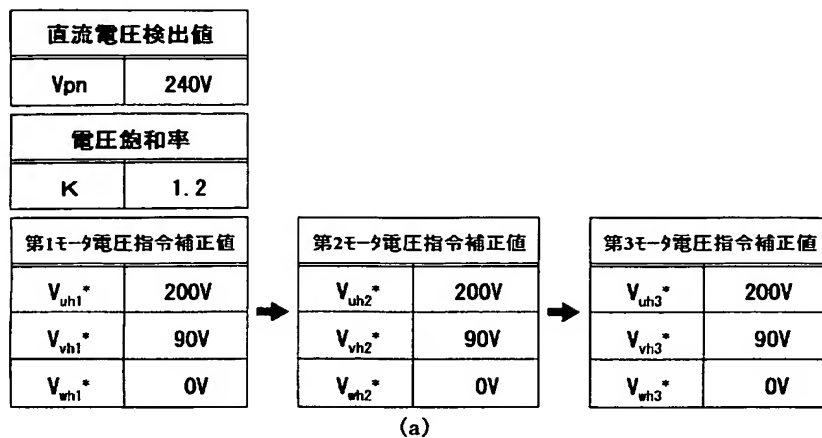 直流電圧検出値
Vpn 240V
電圧飽和率
K 1.2
第1モータ電圧指令補正値
Vuh1* 200V
Vvh1* 90V
Vwh1* 0V
➡
第2モータ電圧指令補正値
Vuh2* 200V
Vvh2* 90V
Vwh2* 0V
➡
第3モータ電圧指令補正値
Vuh3* 200V
Vvh3* 90V
Vwh3* 0V
(a)